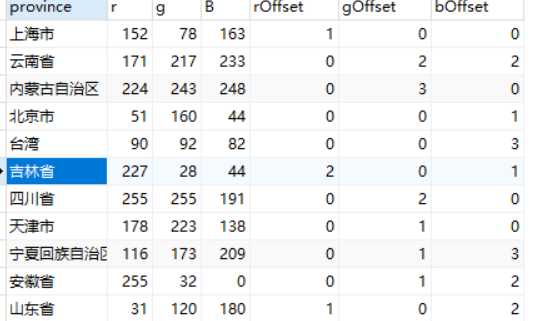 province r g B rOffset gOffset bOffset
上海市 152 78 163 1 0 0
云南省 171 217 233 0 2 2
内蒙古自治区 224 243 248 0 3 0
北京市 51 160 44 0 0 1
台湾 90 92 82 0 0 3
吉林省 227 28 44 2 0 1
四川省 255 255 191 0 2 0
天津市 178 223 138 0 1 0
宁夏回族自治区 116 173 209 0 1 3
安徽省 255 32 0 0 1 2
山东省 31 120 180 1 0 2